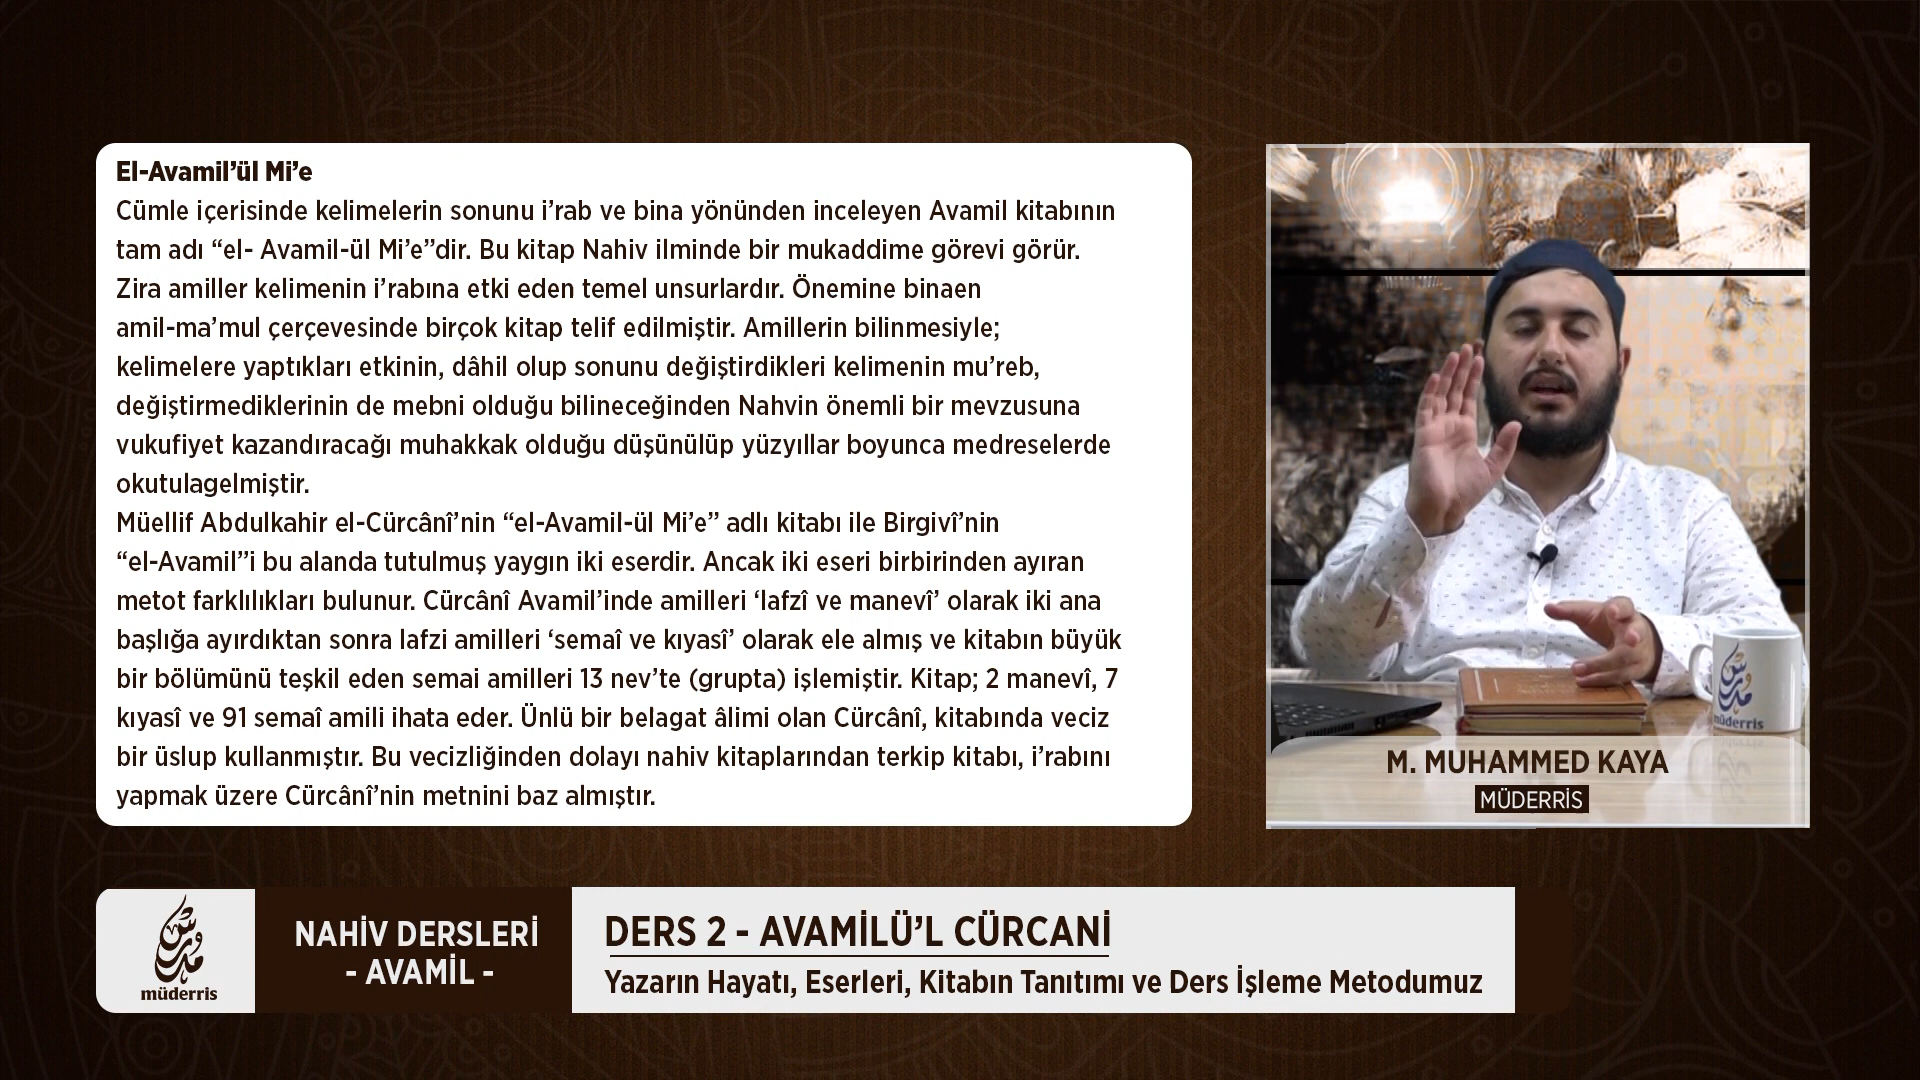 El-Avamil’ül Mi’e
Cümle içerisinde kelimelerin sonunu i’rab ve bina yönünden inceleyen Avamil kitabının
tam adı “el- Avamil-ül Mi’e”dir. Bu kitap Nahiv ilminde bir mukaddime görevi görür.
Zira amiller kelimenin i’rabına etki eden temel unsurlardır. Önemine binaen
amil-ma’mul çerçevesinde birçok kitap telif edilmiştir. Amillerin bilinmesiyle;
kelimelere yaptıkları etkinin, dâhil olup sonunu değiştirdikleri kelimenin mu’reb,
değiştirmediklerinin de mebni olduğu bilineceğinden Nahvin önemli bir mevzusuna
vukufiyet kazandıracağı muhakkak olduğu düşünülüp yüzyıllar boyunca medreselerde
okutulagelmiştir.
Müellif Abdulkahir el-Cürcânî’nin “el-Avamil-ül Mi’e” adlı kitabı ile Birgivî’nin
“el-Avamil”i bu alanda tutulmuş yaygın iki eserdir. Ancak iki eseri birbirinden ayıran
metot farklılıkları bulunur. Cürcânî Avamil’inde amilleri ‘lafzî ve manevî’ olarak iki ana
başlığa ayırdıktan sonra lafzi amilleri ‘semaî ve kıyasî’ olarak ele almış ve kitabın büyük
bir bölümünü teşkil eden semai amilleri 13 nev’te (grupta) işlemiştir. Kitap; 2 manevî, 7
kıyasî ve 91 semaî amili ihata eder. Ünlü bir belagat âlimi olan Cürcânî, kitabında veciz
bir üslup kullanmıştır. Bu vecizliğinden dolayı nahiv kitaplarından terkip kitabı, i’rabını
yapmak üzere Cürcânî’nin metnini baz almıştır.
مدرس
müderris
M. MUHAMMED KAYA
MÜDERRİS
مدرس
müderris
NAHİV DERSLERİ
- AVAMİL -
DERS 2 - AVAMİLÜ’L CÜRCANİ
Yazarın Hayatı, Eserleri, Kitabın Tanıtımı ve Ders İşleme Metodumuz